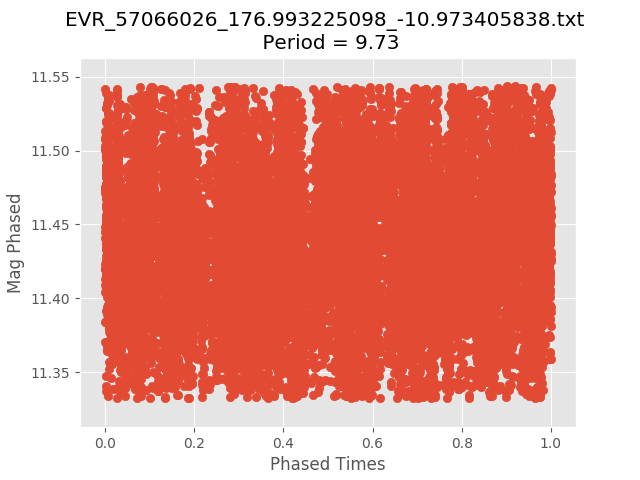 EVR_57066026_176.993225098_-10.973405838.txt
Period = 9.73
11.55
11.50
11.45
11.40
11.35
Mag Phased
0.0 0.2 0.4 0.6 0.8 1.0
Phased Times